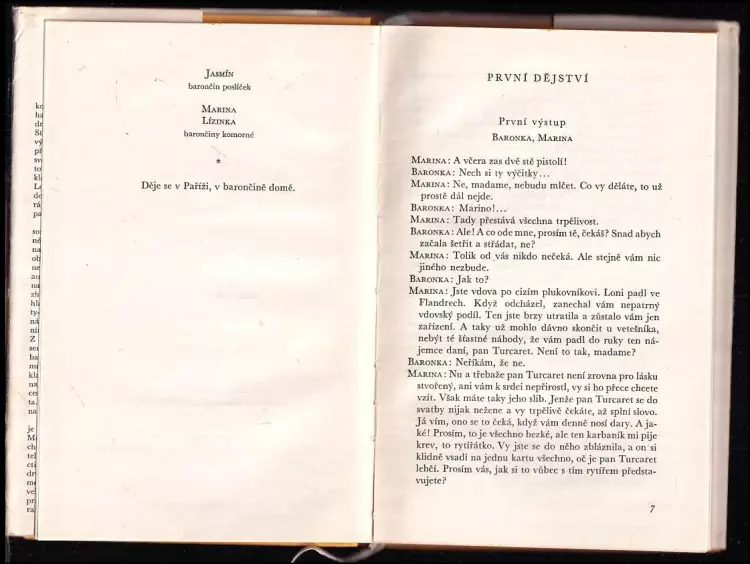 JASMÍN
barončin poslíček
MARINA
LÍZINKA
barončiny komorné
*
Děje se v Paříži, v barončině domě.
PRVNÍ DĚJSTVÍ
První výstup
BARONKA, MARINA
MARINA: A včera zas dvě stě pistolí!
BARONKA: Nech si ty výčitky...
MARINA: Ne, madame, nebudu mlčet. Co vy děláte, to už
prostě dál nejde.
BARONKA: Marino!...
MARINA: Tady přestává všechna trpělivost.
BARONKA: Ale! A co ode mne, prosím tě, čekáš? Snad abych
začala šetřit a střádat, ne?
MARINA: Tolik od vás nikdo nečeká. Ale stejně vám nic
jiného nezbude.
BARONKA: Jak to?
MARINA: Jste vdova po cizím plukovníkovi. Loni padl ve
Flandrech. Když odcházel, zanechal vám nepatrný
vdovský podíl. Ten jste brzy utratila a zůstalo vám jen
zařízení. A taky už mohlo dávno skončit u vetešníka,
nebýt té šťastné náhody, že vám padl do ruky ten ná-
jemce daní, pan Turcaret. Není to tak, madame?
BARONKA: Neříkám, že ne.
MARINA: Nu a třebaže pan Turcaret není zrovna pro lásku
stvořený, ani vám k srdci nepřirostl, vy si ho přece chcete
vzít. Však máte taky jeho slib. Jenže pan Turcaret se do
svatby nijak nežene a vy trpělivě čekáte, až splní slovo.
Já vím, ono se to čeká, když vám denně nosí dary. A ja-
ké! Prosím, to je všechno hezké, ale ten karbaník mi pije
krev, to rytířátko. Vy jste se do něho zbláznila, a on si
klidně vsadí na jednu kartu všechno, oč je pan Turcaret
lehčí. Prosím vás, jak si to vůbec s tím rytířem předsta-
vujete?
7